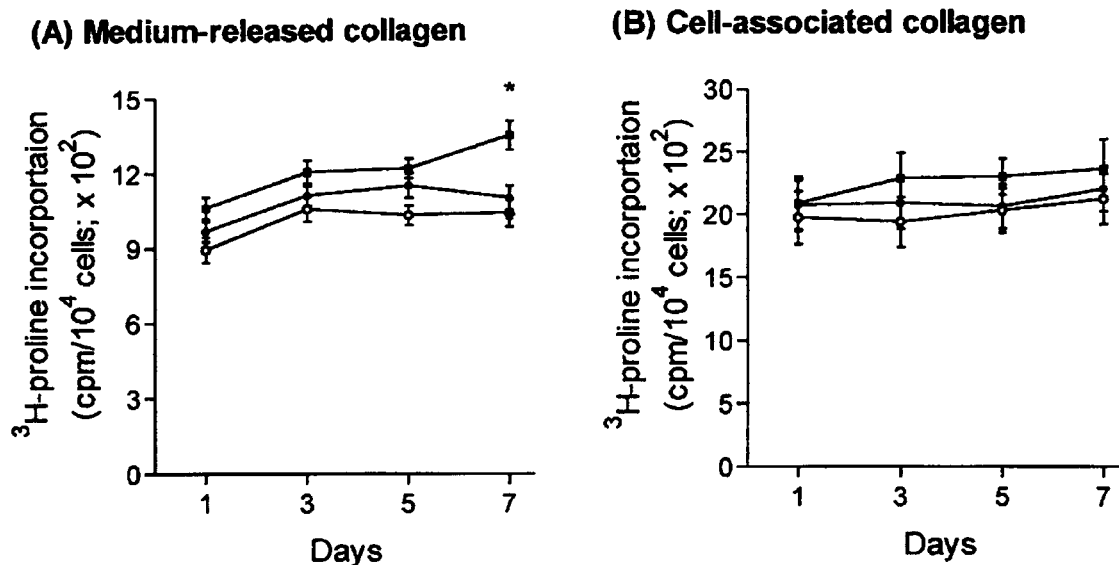 (A) Medium-released collagen
*
15
12
9
6
3
0
³H-proline incorportaion
(cpm/10⁴ cells; x 10²)
1 3 5 7
Days
(B) Cell-associated collagen
30
25
20
15
10
5
0
³H-proline incorportaion
(cpm/10⁴ cells; x 10²)
1 3 5 7
Days